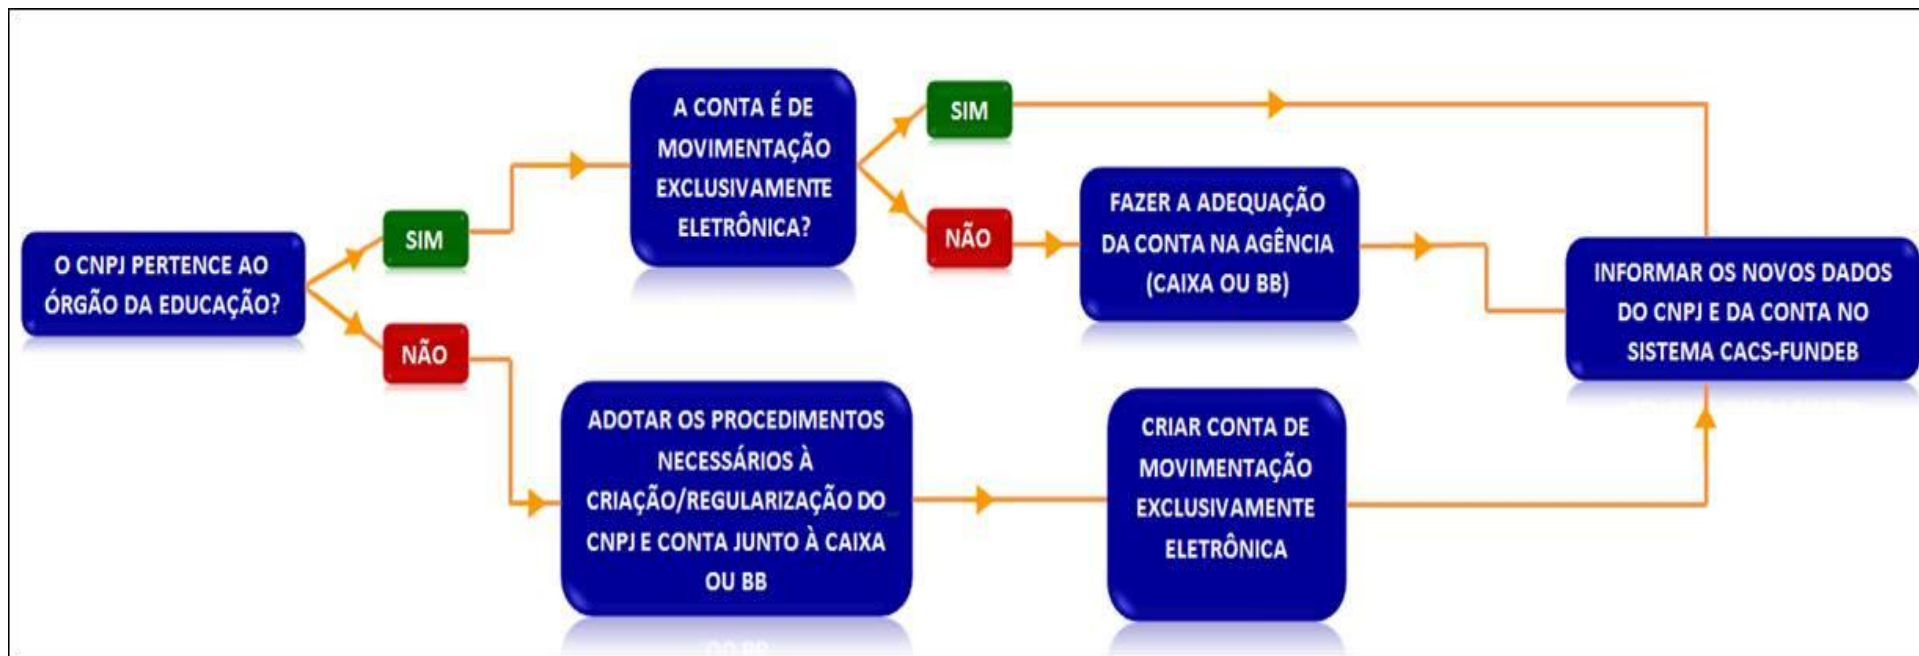 O CNPJ PERTENCE AO
ÓRGÃO DA EDUCAÇÃO?
SIM
NÃO
A CONTA É DE
MOVIMENTAÇÃO
EXCLUSIVAMENTE
ELETRÔNICA?
SIM
NÃO
FAZER A ADEQUAÇÃO
DA CONTA NA AGÊNCIA
(CAIXA OU BB)
ADOTAR OS PROCEDIMENTOS
NECESSÁRIOS À
CRIAÇÃO/REGULARIZAÇÃO DO
CNPJ E CONTA JUNTO À CAIXA
OU BB
CRIAR CONTA DE
MOVIMENTAÇÃO
EXCLUSIVAMENTE
ELETRÔNICA
INFORMAR OS NOVOS DADOS
DO CNPJ E DA CONTA NO
SISTEMA CACS-FUNDEB